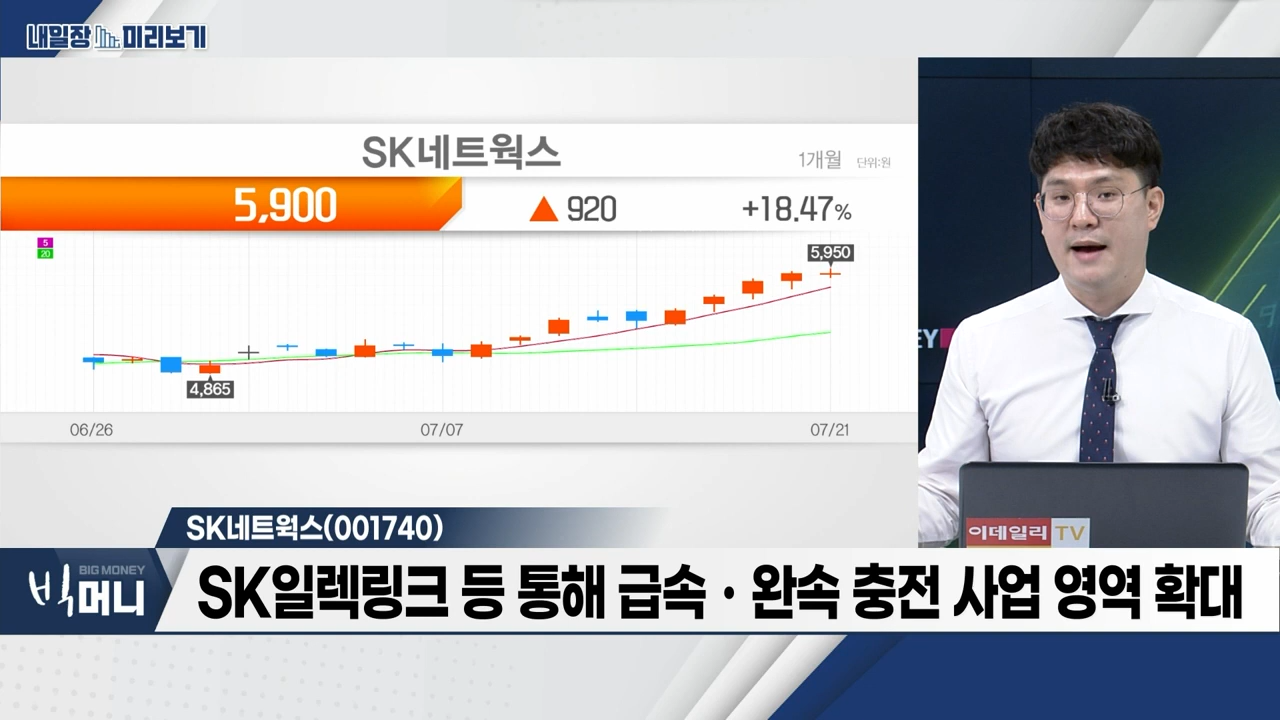 내일장 미리보기
SK네트웍스
1개월 단위:원
5,900 ▲ 920 +18.47%
5
20
5,950
4,865
06/26 07/07 07/21
EY
이데일리 TV
SK네트웍스(001740)
BIG MONEY
빅머니
SK일렉링크 등 통해 급속·완속 충전 사업 영역 확대